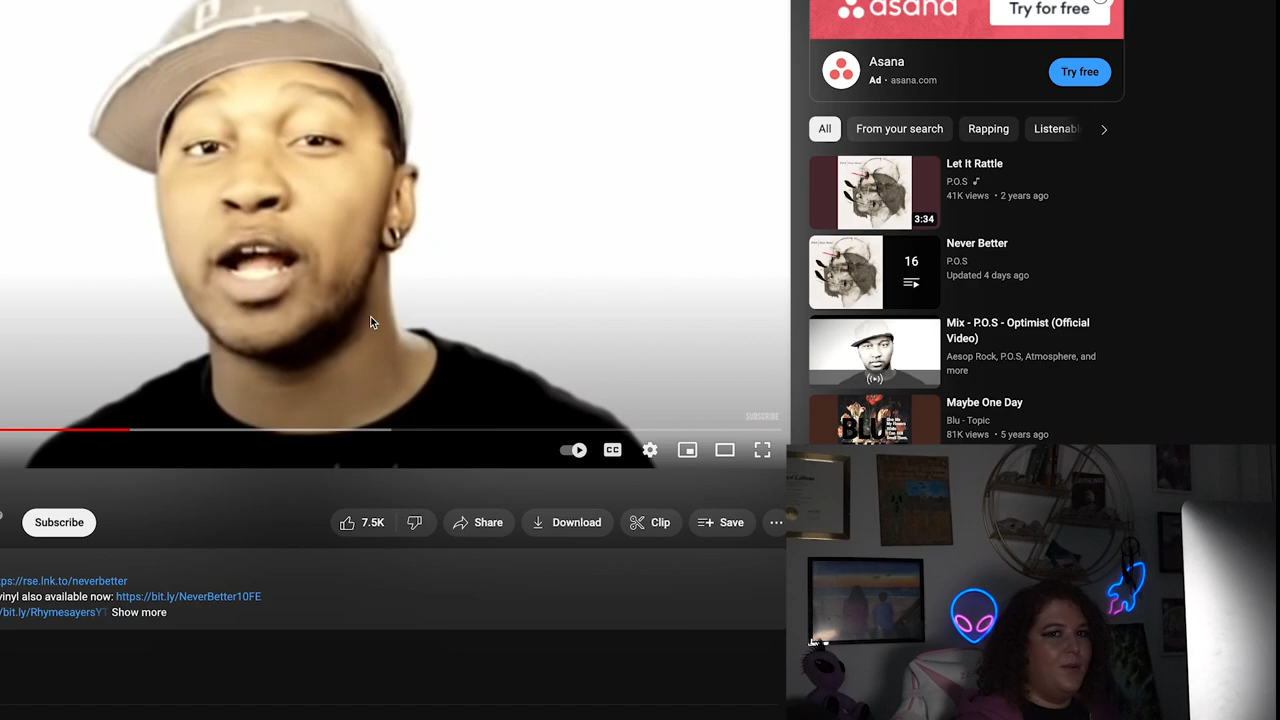 asana
Try for free
Asana
Ad • asana.com
Try free
All
From your search
Rapping
Listenabl
Let It Rattle
P.O.S
41K views • 2 years ago
3:34
Never Better
P.O.S
Updated 4 days ago
16
Mix - P.O.S - Optimist (Official
Video)
Aesop Rock, P.O.S, Atmosphere, and
more
Maybe One Day
Blu - Topic
81K views • 5 years ago
BLU
SUBSCRIBE
CC
Subscribe
7.5K
Share
Download
Clip
Save
ps://rse.lnk.to/neverbetter
vinyl also available now: https://bit.ly/NeverBetter10FE
/bit.ly/RhymesayersYT Show more